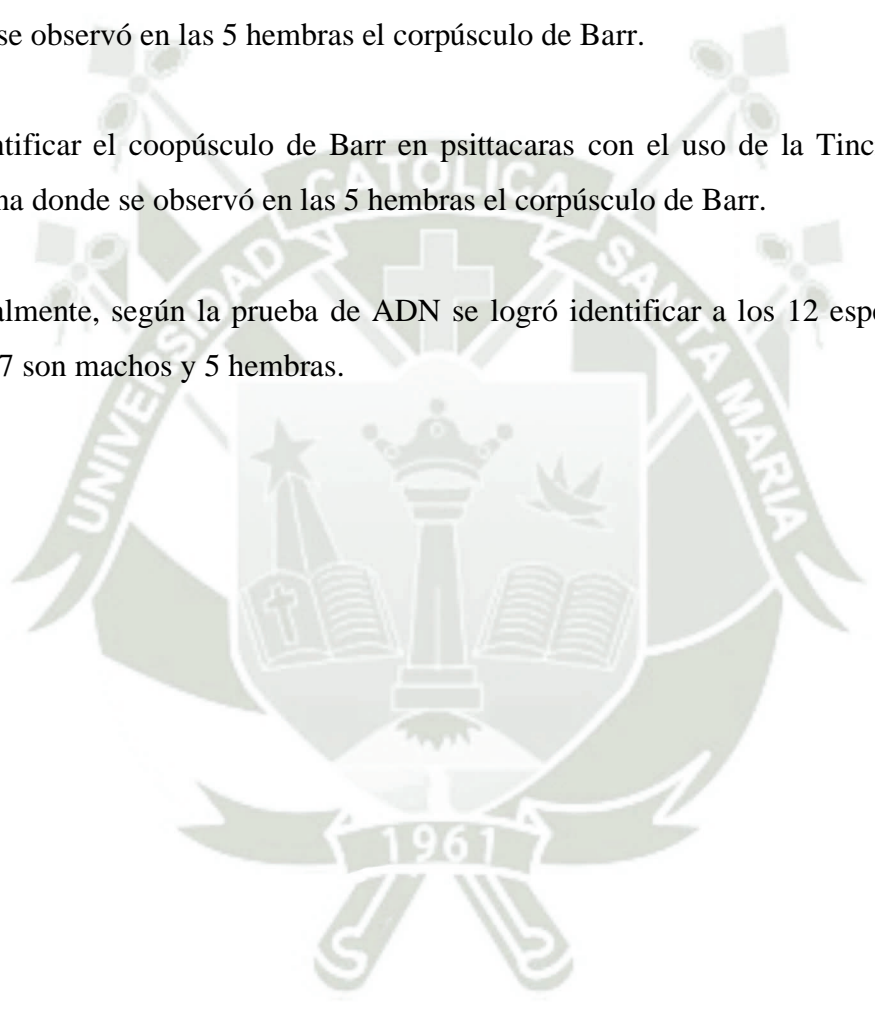 se observó en las 5 hembras el corpúsculo de Barr.
ntificar el coopúsculo de Barr en psittacaras con el uso de la Tinc
na donde se observó en las 5 hembras el corpúsculo de Barr.
almente, según la prueba de ADN se logró identificar a los 12 espe
7 son machos y 5 hembras.
UNIVERSIDAD CATOLICA SANTA MARIA
1961